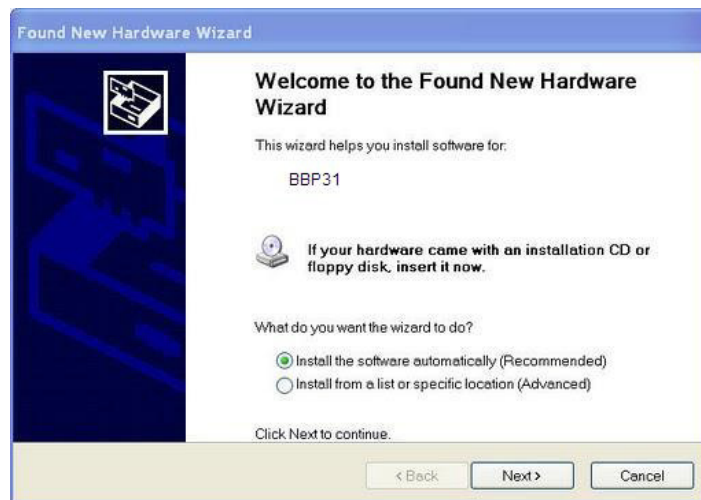 Found New Hardware Wizard
Welcome to the Found New Hardware
Wizard
This wizard helps you install software for:
BBP31
If your hardware came with an installation CD or
floppy disk, insert it now.
What do you want the wizard to do?
Install the software automatically (Recommended)
Install from a list or specific location (Advanced)
Click Next to continue.
< Back
Next >
Cancel